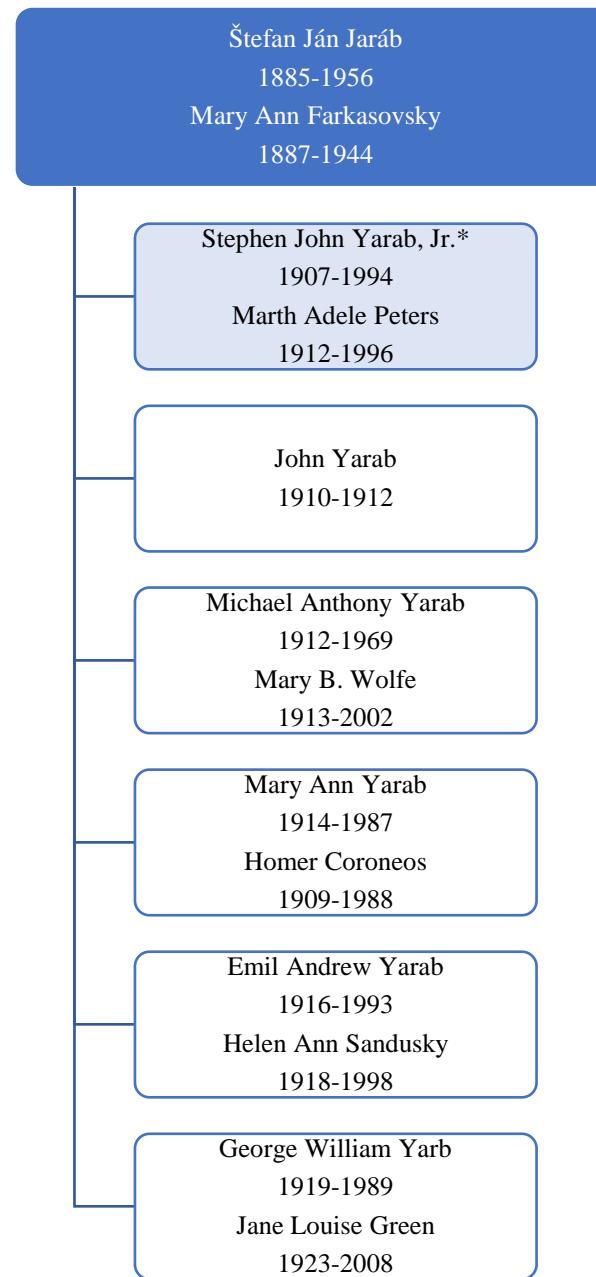 Štefan Ján Jaráb
1885-1956
Mary Ann Farkasovsky
1887-1944
Stephen John Yarab, Jr.*
1907-1994
Marth Adele Peters
1912-1996
John Yarab
1910-1912
Michael Anthony Yarab
1912-1969
Mary B. Wolfe
1913-2002
Mary Ann Yarab
1914-1987
Homer Coroneos
1909-1988
Emil Andrew Yarab
1916-1993
Helen Ann Sandusky
1918-1998
George William Yarb
1919-1989
Jane Louise Green
1923-2008